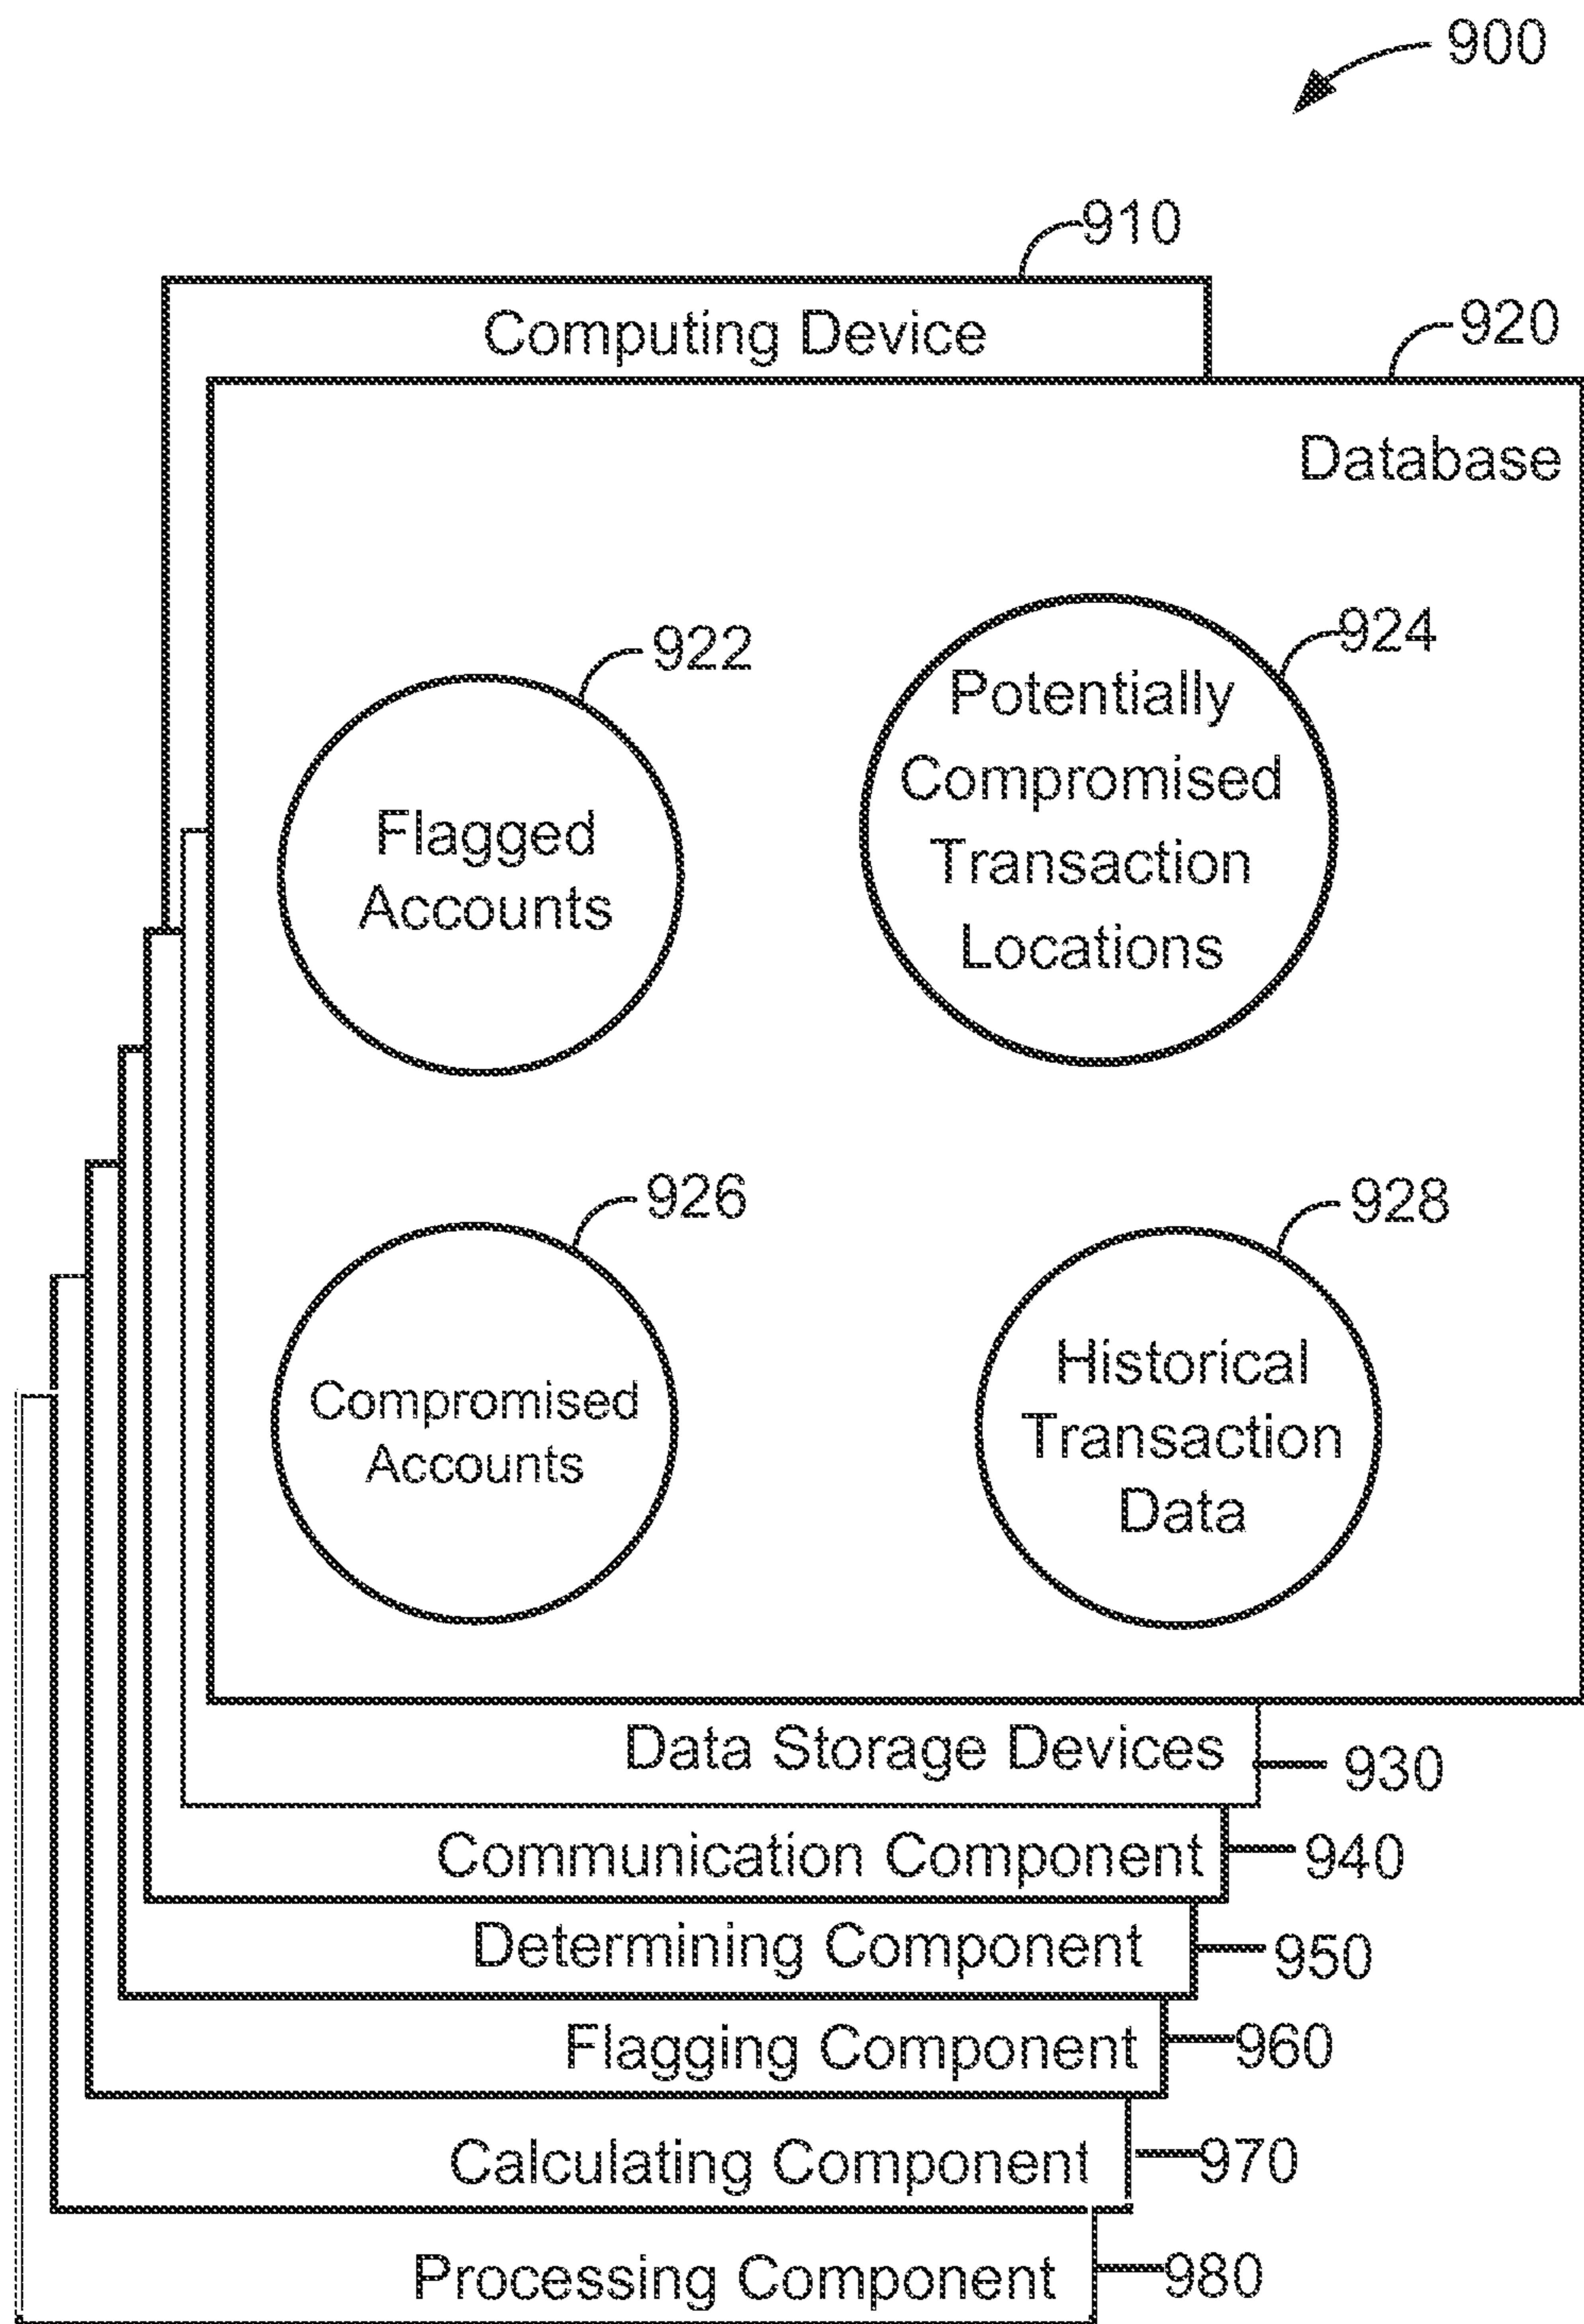 900
910
Computing Device
920
Database
922
Flagged
Accounts
924
Potentially
Compromised
Transaction
Locations
926
Compromised
Accounts
928
Historical
Transaction
Data
Data Storage Devices
930
Communication Component
940
Determining Component
950
Flagging Component
960
Calculating Component
970
Processing Component
980